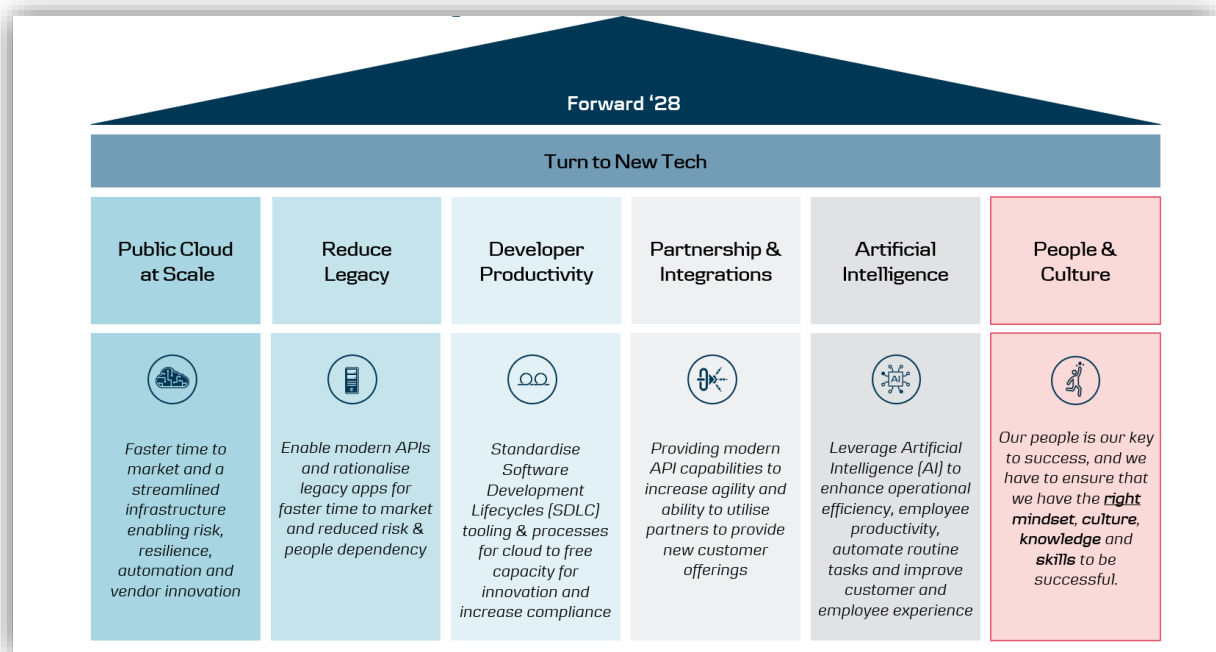 Forward ‘28
Turn to New Tech
Public Cloud
at Scale
Reduce
Legacy
Developer
Productivity
Partnership &
Integrations
Artificial
Intelligence
People &
Culture
Faster time to
market and a
streamlined
infrastructure
enabling risk,
resilience,
automation and
vendor innovation
Enable modern APIs
and rationalise
legacy apps for
faster time to market
and reduced risk &
people dependency
Standardise
Software
Development
Lifecycles (SDLC)
tooling & processes
for cloud to free
capacity for
innovation and
increase compliance
Providing modern
API capabilities to
increase agility and
ability to utilise
partners to provide
new customer
offerings
AI
Leverage Artificial
Intelligence (AI) to
enhance operational
efficiency, employee
productivity,
automate routine
tasks and improve
customer and
employee experience
Our people is our key
to success, and we
have to ensure that
we have the right
mindset, culture,
knowledge and
skills to be
successful.